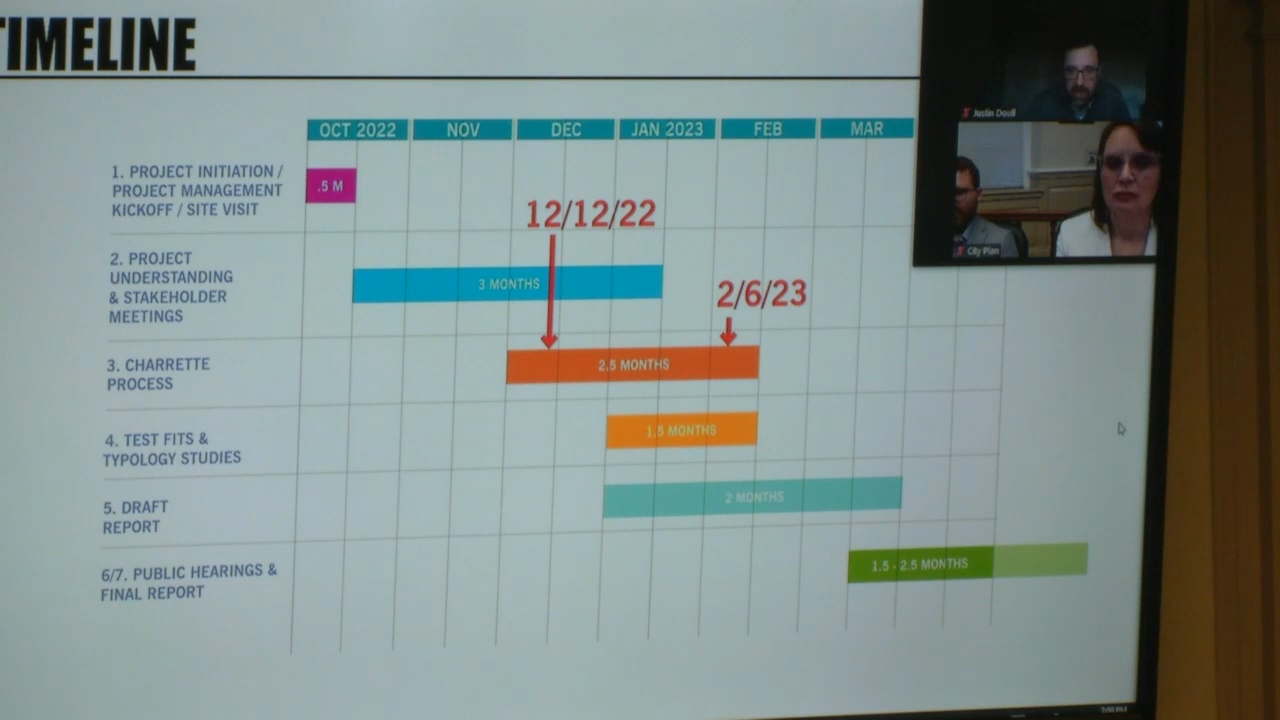 TIMELINE
OCT 2022 NOV DEC JAN 2023 FEB MAR
Justin Doull
City Plan
1. PROJECT INITIATION /
PROJECT MANAGEMENT
KICKOFF / SITE VISIT
.5 M
12/12/22
2. PROJECT
UNDERSTANDING
& STAKEHOLDER
MEETINGS
3 MONTHS
2/6/23
3. CHARRETTE
PROCESS
2.5 MONTHS
4. TEST FITS &
TYPOLOGY STUDIES
1.5 MONTHS
5. DRAFT
REPORT
2 MONTHS
6/7. PUBLIC HEARINGS &
FINAL REPORT
1.5 - 2.5 MONTHS